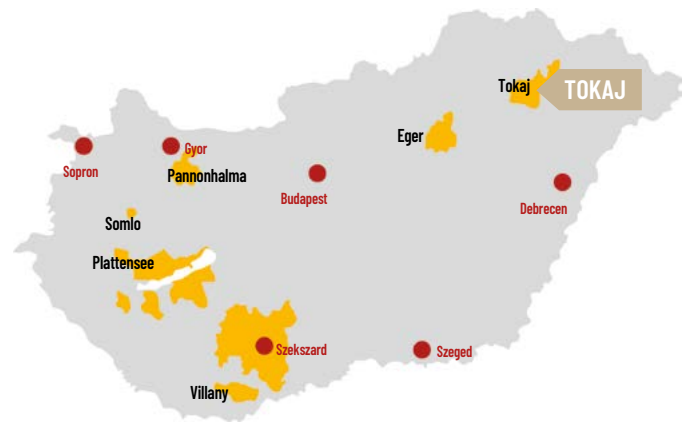 Tokaj
TOKAJ
Eger
Gyor
Sopron
Pannonhalma
Budapest
Debrecen
Somlo
Plattensee
Szekszard
Szeged
Villany